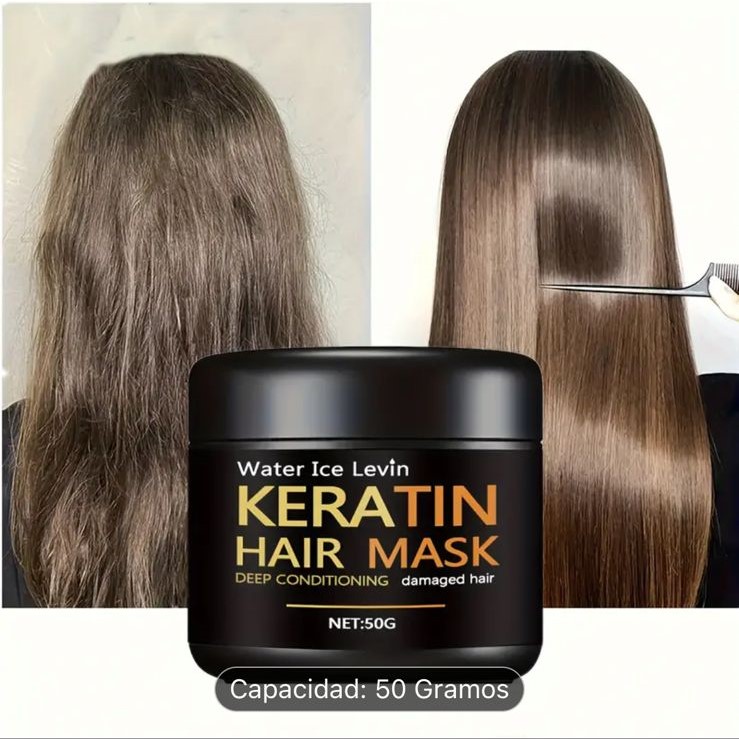 Water Ice Levin
KERATIN
HAIR MASK
DEEP CONDITIONING damaged hair
NET:50G
Capacidad: 50 Gramos